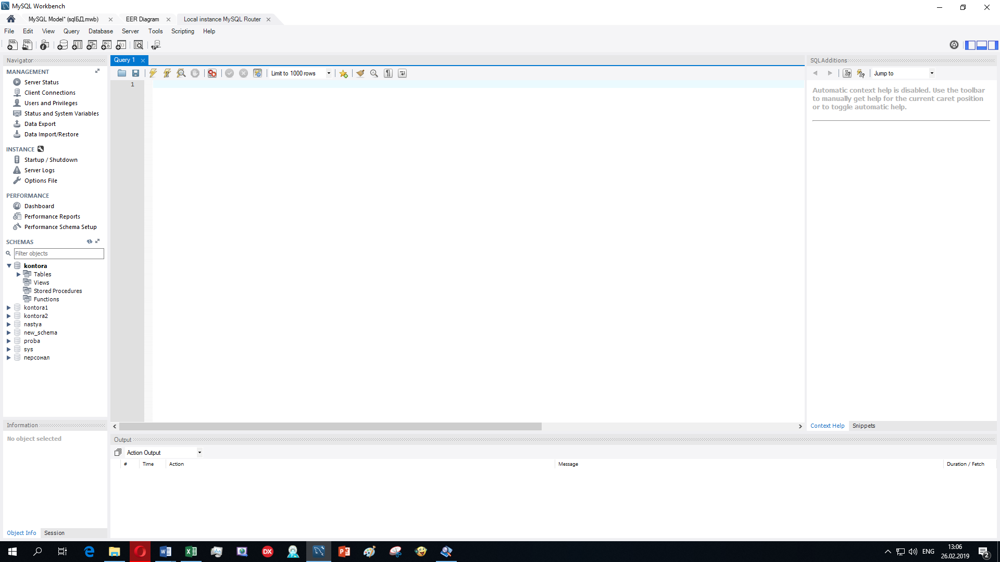 MySQL Workbench
MySQL Model* (sqlБД.mwb)
EER Diagram
Local instance MySQL Router
File Edit View Query Database Server Tools Scripting Help
Navigator
MANAGEMENT
Server Status
Client Connections
Users and Privileges
Status and System Variables
Data Export
Data Import/Restore
INSTANCE
Startup / Shutdown
Server Logs
Options File
PERFORMANCE
Dashboard
Performance Reports
Performance Schema Setup
SCHEMAS
Filter objects
kontora
Tables
Views
Stored Procedures
Functions
kontora1
kontora2
nastya
new_schema
proba
sys
персонал
Information
No object selected
Object Info Session
Query 1
Limit to 1000 rows
1
Output
Action Output
# Time Action Message Duration / Fetch
SQLAdditions
Jump to
Automatic context help is disabled. Use the toolbar
to manually get help for the current caret position
or to toggle automatic help.
Context Help Snippets
ENG
13:06
26.02.2019
2